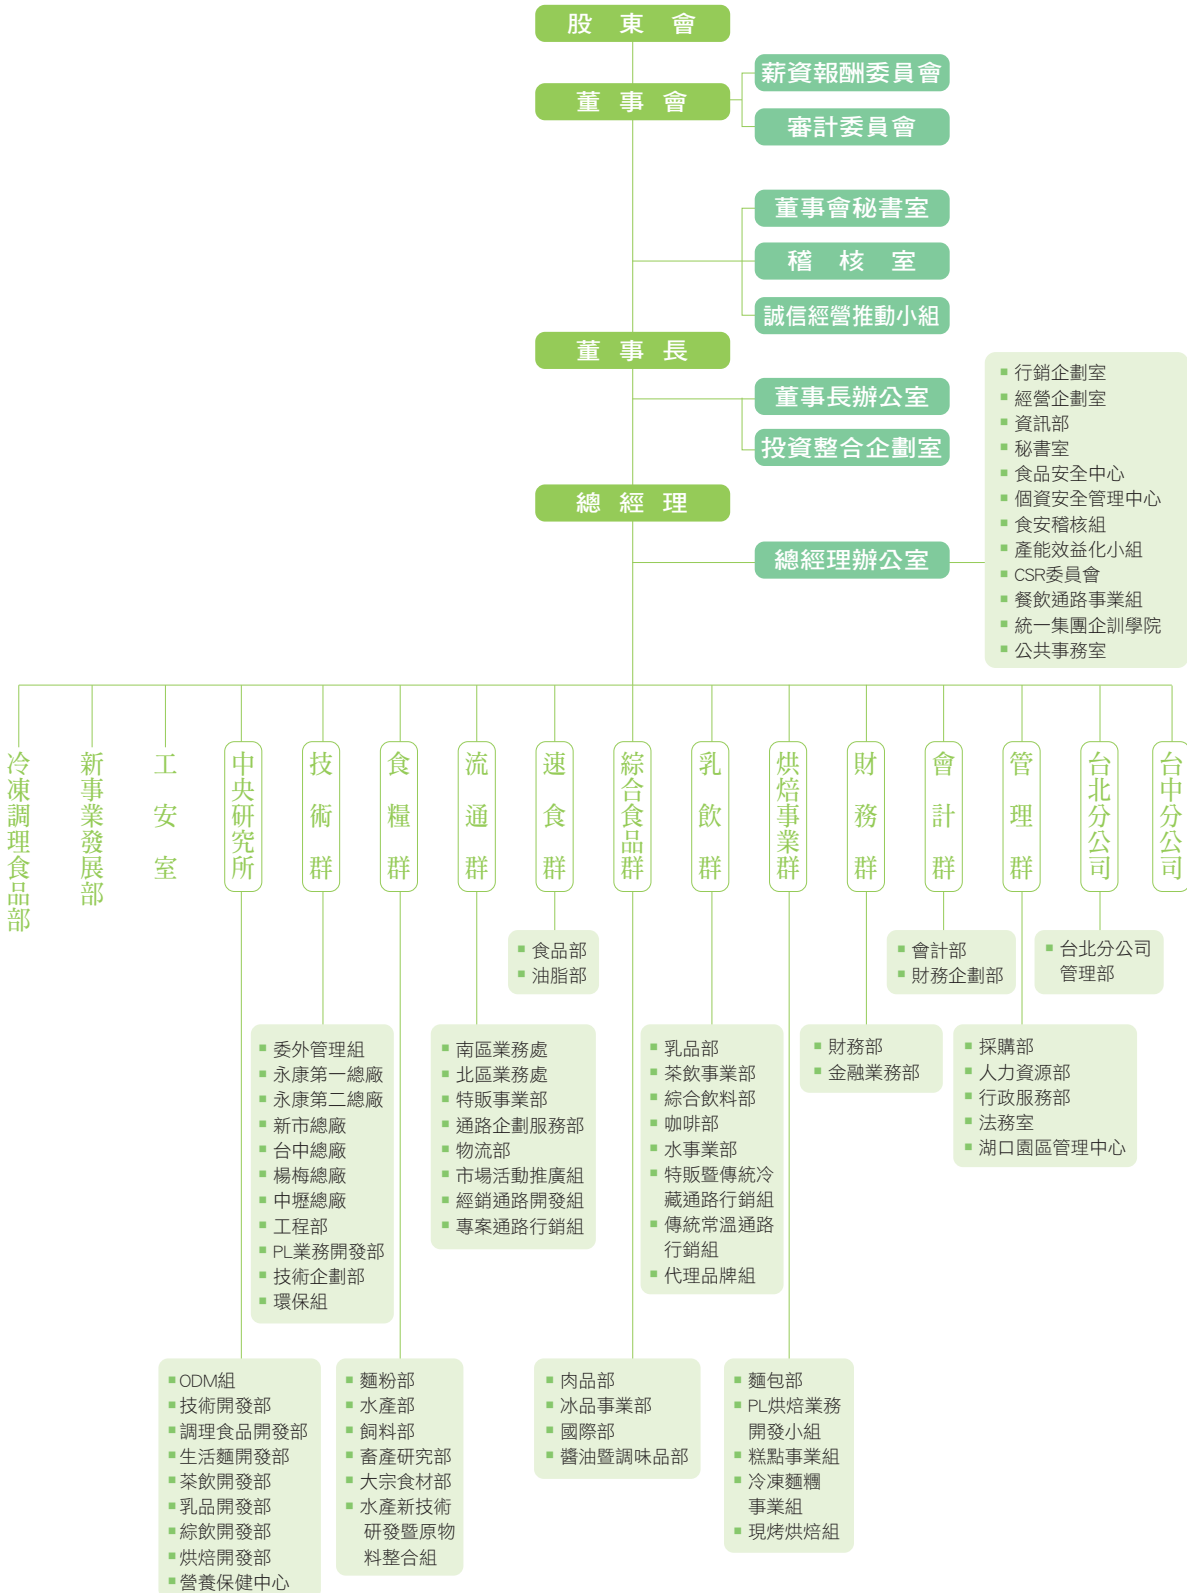 股東會
董事會
薪資報酬委員會
審計委員會
董事會秘書室
稽核室
誠信經營推動小組
董事長
董事長辦公室
投資整合企劃室
總經理
總經理辦公室
行銷企劃室
經營企劃室
資訊部
秘書室
食品安全中心
個資安全管理中心
食安稽核組
產能效益化小組
CSR委員會
餐飲通路事業組
統一集團企訓學院
公共事務室
冷凍調理食品部
新事業發展部
工安室
中央研究所
技術群
食糧群
流通群
速食群
綜合食品群
乳飲群
烘焙事業群
財務群
會計群
管理群
台北分公司
台中分公司
食品部
油脂部
會計部
財務企劃部
台北分公司
管理部
委外管理組
永康第一總廠
永康第二總廠
新市總廠
台中總廠
楊梅總廠
中壢總廠
工程部
PL業務開發部
技術企劃部
環保組
南區業務處
北區業務處
特販事業部
通路企劃服務部
物流部
市場活動推廣組
經銷通路開發組
專案通路行銷組
乳品部
茶飲事業部
綜合飲料部
咖啡部
水事業部
特販暨傳統冷
藏通路行銷組
傳統常溫通路
行銷組
代理品牌組
財務部
金融業務部
採購部
人力資源部
行政服務部
法務室
湖口園區管理中心
ODM組
技術開發部
調理食品開發部
生活麵開發部
茶飲開發部
乳品開發部
綜飲開發部
烘焙開發部
營養保健中心
麵粉部
水產部
飼料部
畜產研究部
大宗食材部
水產新技術
研發暨原物
料整合組
肉品部
冰品事業部
國際部
醬油暨調味品部
麵包部
PL烘焙業務
開發小組
糕點事業組
冷凍麵糰
事業組
現烤烘焙組